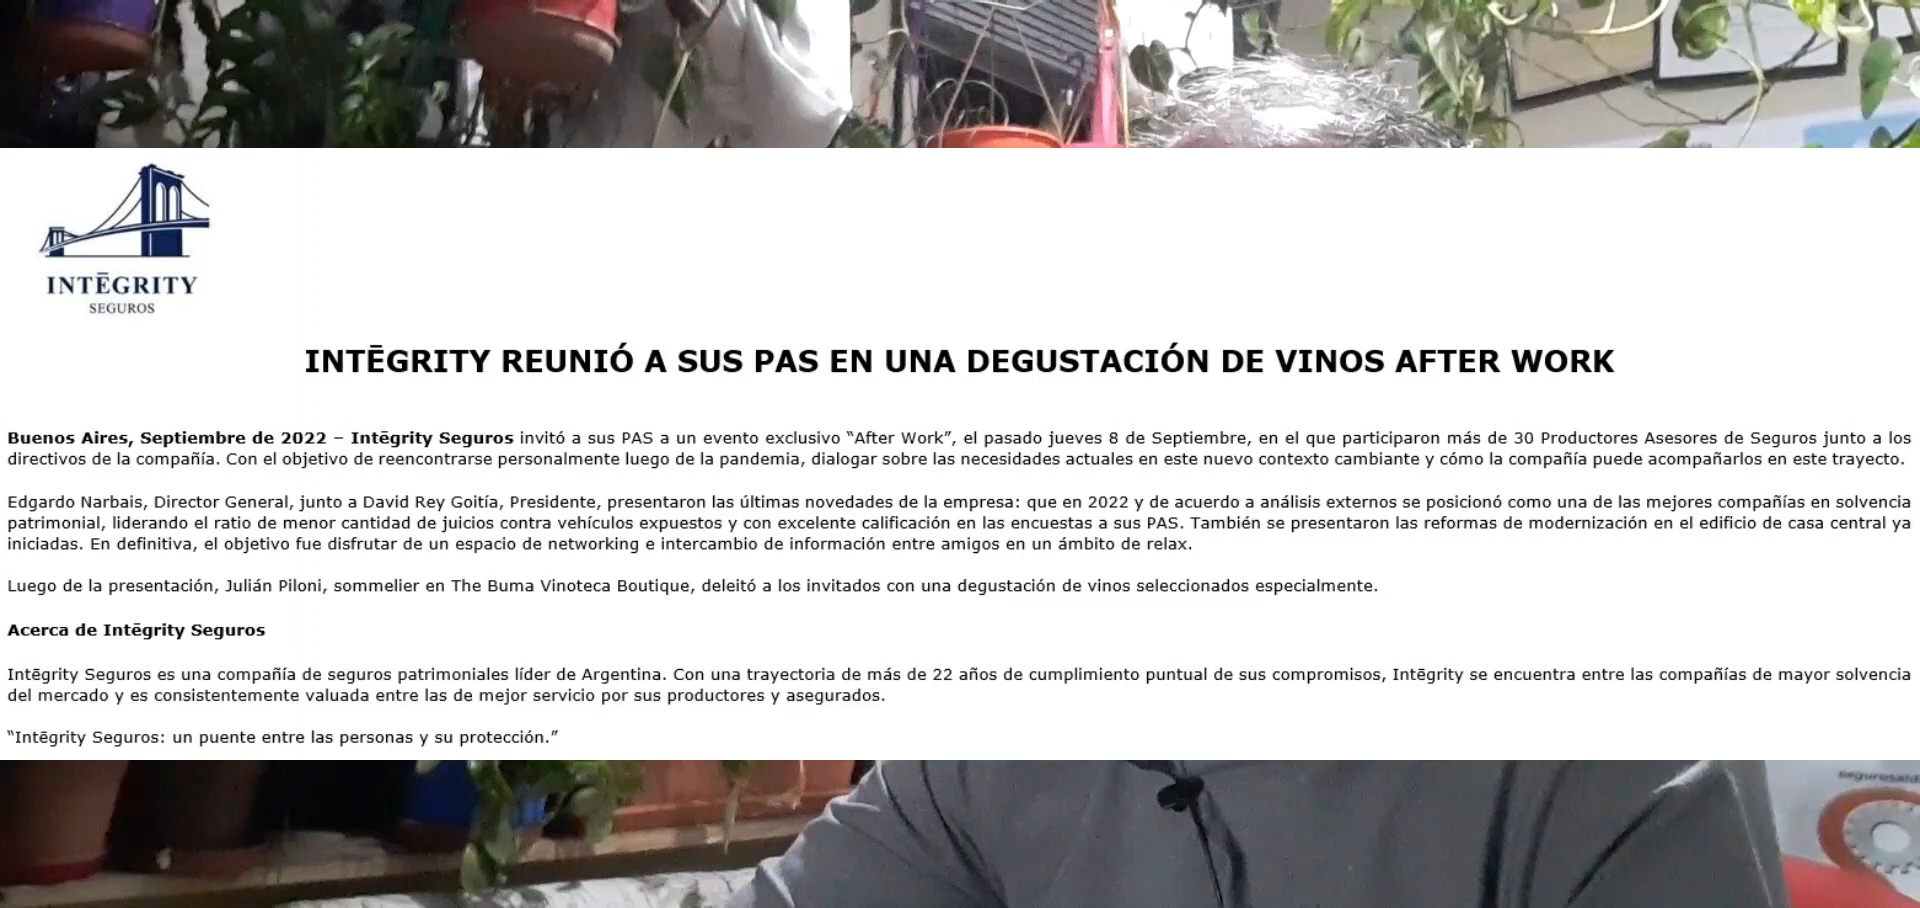 INTĒGRITY
SEGUROS
INTĒGRITY REUNIÓ A SUS PAS EN UNA DEGUSTACIÓN DE VINOS AFTER WORK
Buenos Aires, Septiembre de 2022 – Intēgrity Seguros invitó a sus PAS a un evento exclusivo “After Work”, el pasado jueves 8 de Septiembre, en el que participaron más de 30 Productores Asesores de Seguros junto a los
directivos de la compañía. Con el objetivo de reencontrarse personalmente luego de la pandemia, dialogar sobre las necesidades actuales en este nuevo contexto cambiante y cómo la compañía puede acompañarlos en este trayecto.
Edgardo Narbais, Director General, junto a David Rey Goitía, Presidente, presentaron las últimas novedades de la empresa: que en 2022 y de acuerdo a análisis externos se posicionó como una de las mejores compañías en solvencia
patrimonial, liderando el ratio de menor cantidad de juicios contra vehículos expuestos y con excelente calificación en las encuestas a sus PAS. También se presentaron las reformas de modernización en el edificio de casa central ya
iniciadas. En definitiva, el objetivo fue disfrutar de un espacio de networking e intercambio de información entre amigos en un ámbito de relax.
Luego de la presentación, Julián Piloni, sommelier en The Buma Vinoteca Boutique, deleitó a los invitados con una degustación de vinos seleccionados especialmente.
Acerca de Intēgrity Seguros
Intēgrity Seguros es una compañía de seguros patrimoniales líder de Argentina. Con una trayectoria de más de 22 años de cumplimiento puntual de sus compromisos, Intēgrity se encuentra entre las compañías de mayor solvencia
del mercado y es consistentemente valuada entre las de mejor servicio por sus productores y asegurados.
“Intēgrity Seguros: un puente entre las personas y su protección.”